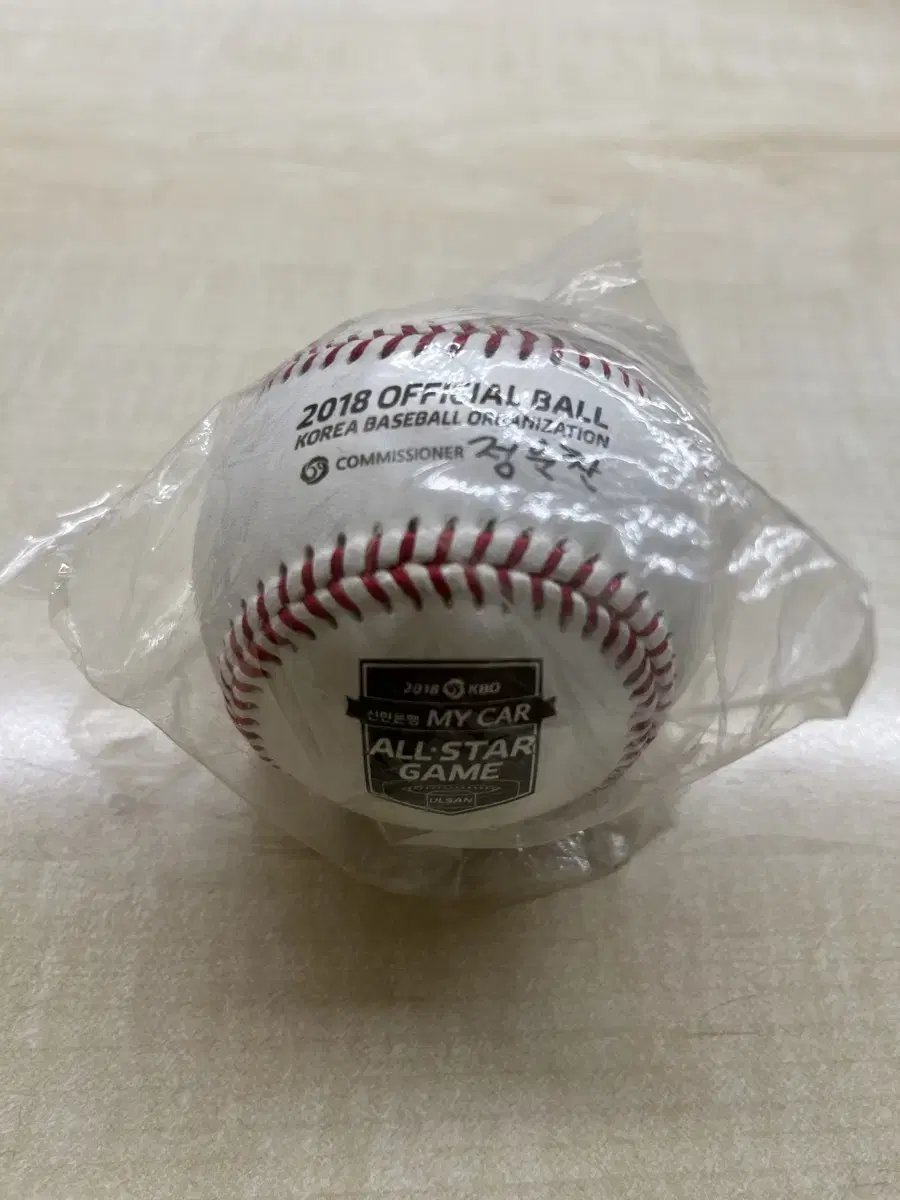 2018 OFFICIAL BALL
KOREA BASEBALL ORGANIZATION
COMMISSIONER 정운찬
2018 KBO
신한은행 MY CAR
ALL·STAR
GAME
ULSAN